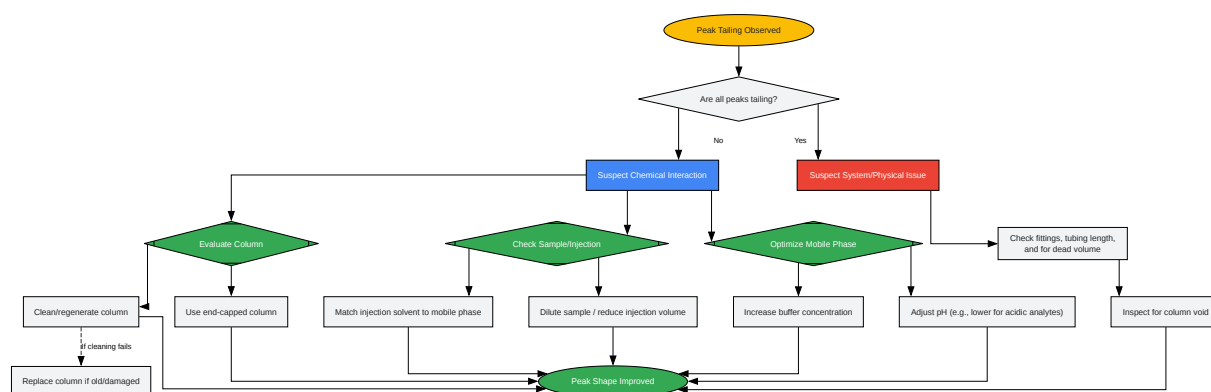 Peak Tailing Observed
Are all peaks tailing?
No
Yes
Suspect Chemical Interaction
Suspect System/Physical Issue
Evaluate Column
Check Sample/Injection
Optimize Mobile Phase
Check fittings, tubing length,
and for dead volume
Clean/regenerate column
Use end-capped column
Match injection solvent to mobile phase
Dilute sample / reduce injection volume
Increase buffer concentration
Adjust pH (e.g., lower for acidic analytes)
Inspect for column void
If cleaning fails
Replace column if old/damaged
Peak Shape Improved